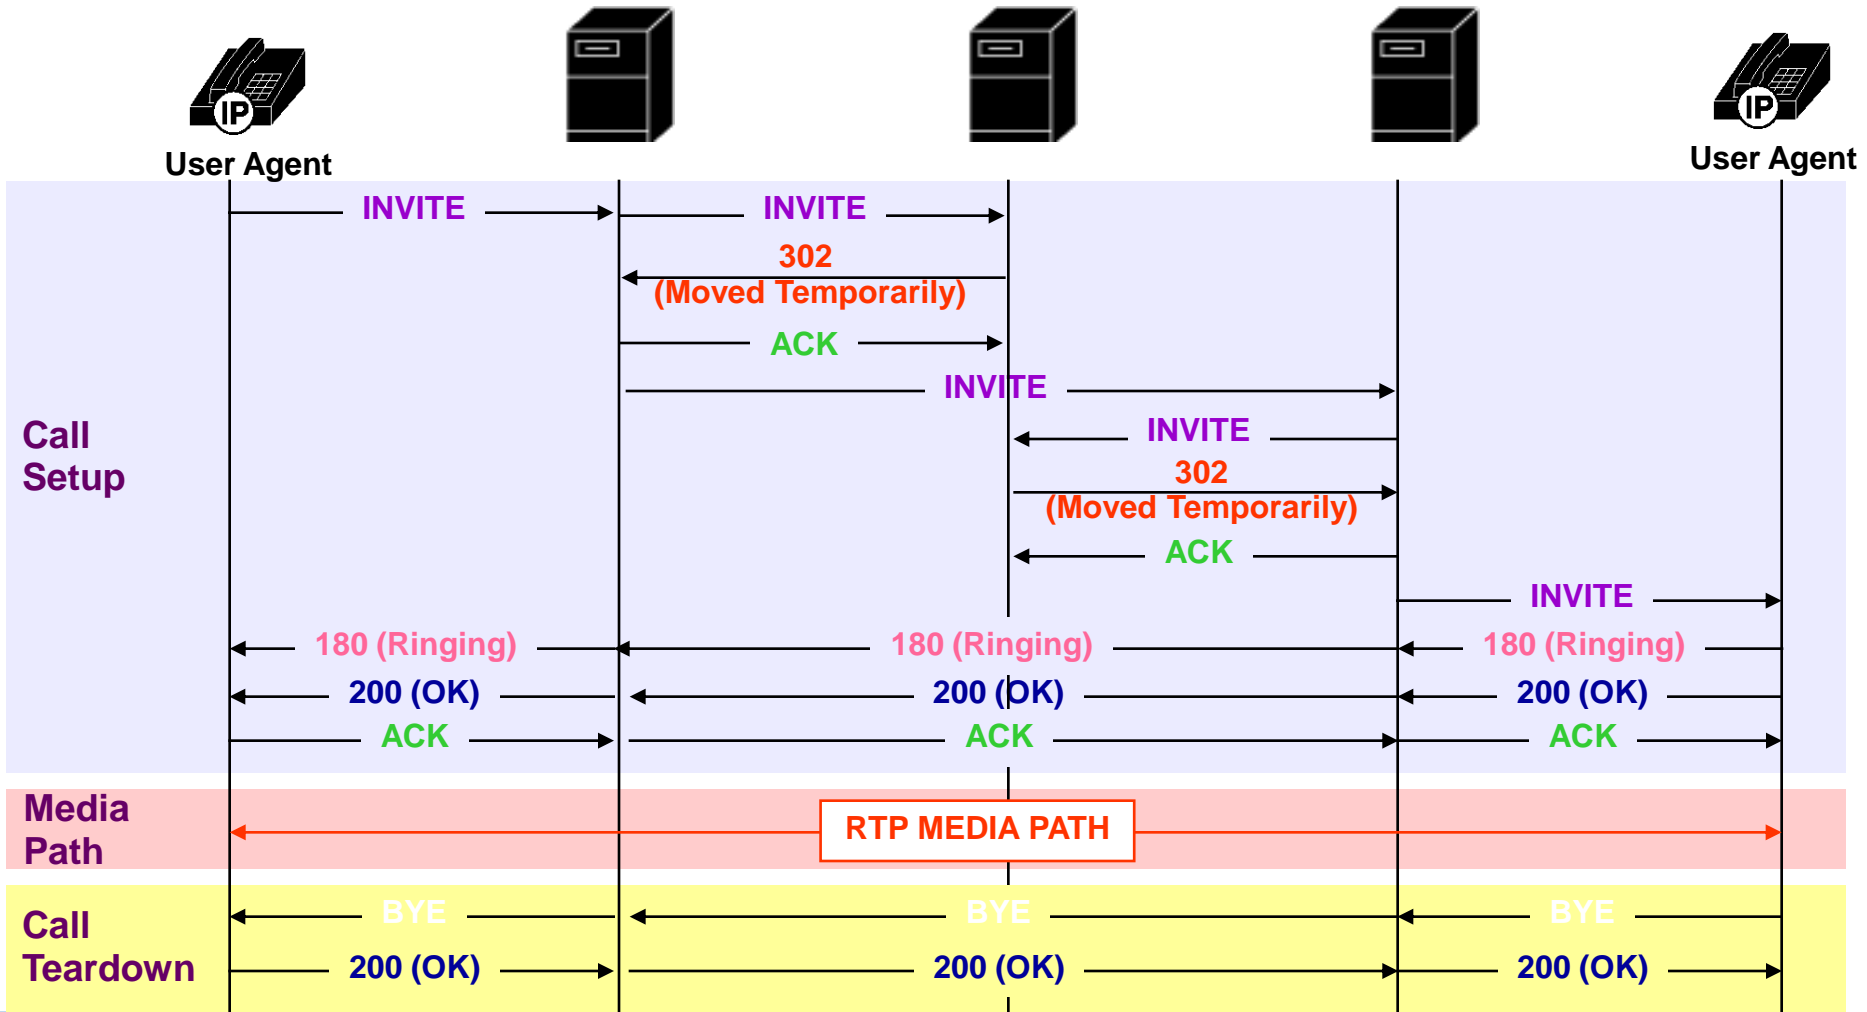 IP
IP
User Agent
User Agent
INVITE
INVITE
302
(Moved Temporarily)
ACK
INVITE
INVITE
302
(Moved Temporarily)
ACK
INVITE
Call
Setup
180 (Ringing)
180 (Ringing)
180 (Ringing)
200 (OK)
200 (OK)
200 (OK)
ACK
ACK
ACK
Media
Path
RTP MEDIA PATH
Call
Teardown
BYE
BYE
BYE
200 (OK)
200 (OK)
200 (OK)